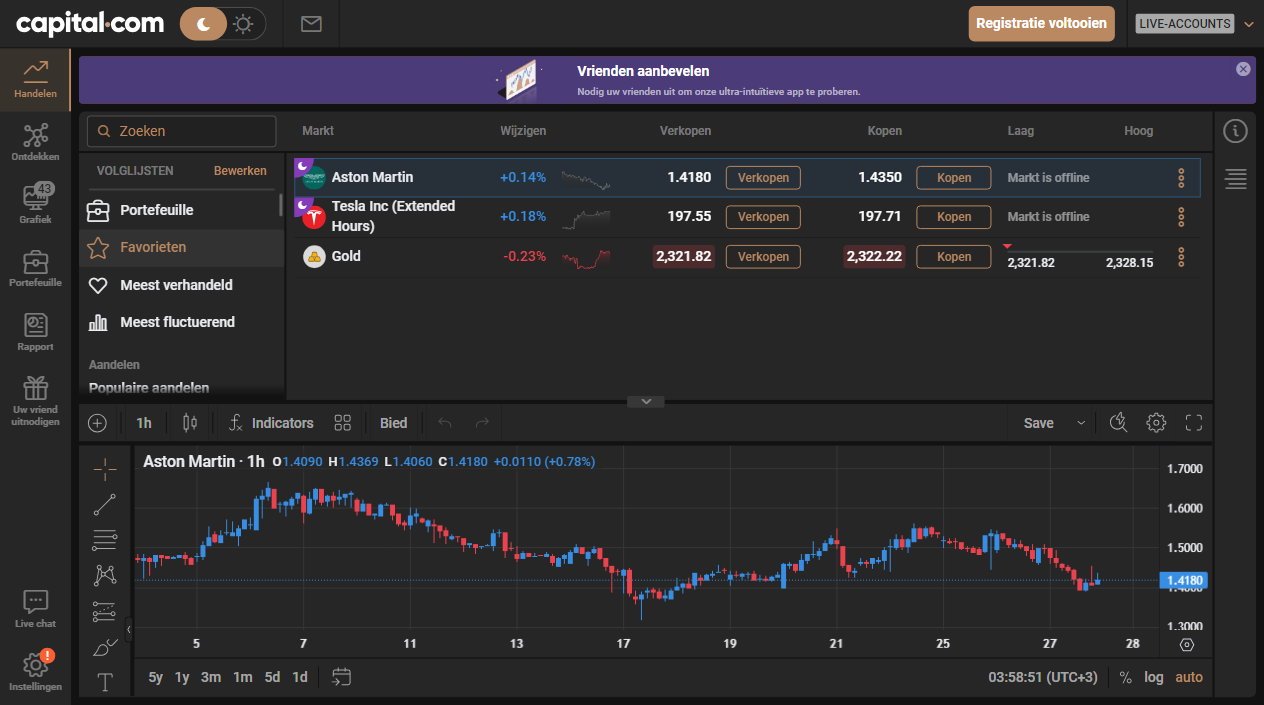 capital.com
Registratie voltooien
LIVE-ACCOUNTS
Handelen
Ontdekken
43
Grafiek
Portefeuille
Rapport
Uw vriend
uitnodigen
Live chat
!
Instellingen
Vrienden aanbevelen
Nodig uw vrienden uit om onze ultra-intuïtieve app te proberen.
Zoeken
VOLGLIJSTEN Bewerken
Portefeuille
Favorieten
Meest verhandeld
Meest fluctuerend
Aandelen
Populaire aandelen
Markt Wijzigen Verkopen Kopen Laag Hoog
Aston Martin +0.14% 1.4180 Verkopen 1.4350 Kopen Markt is offline
Tesla Inc (Extended
Hours) +0.18% 197.55 Verkopen 197.71 Kopen Markt is offline
Gold -0.23% 2,321.82 Verkopen 2,322.22 Kopen 2,321.82 2,328.15
1h Indicators Bied Save
Aston Martin · 1h O1.4090 H1.4369 L1.4060 C1.4180 +0.0110 (+0.78%)
1.7000
1.6000
1.5000
1.4180
1.4000
1.3000
5 7 11 13 17 19 21 25 27 28
5y 1y 3m 1m 5d 1d 03:58:51 (UTC+3) % log auto